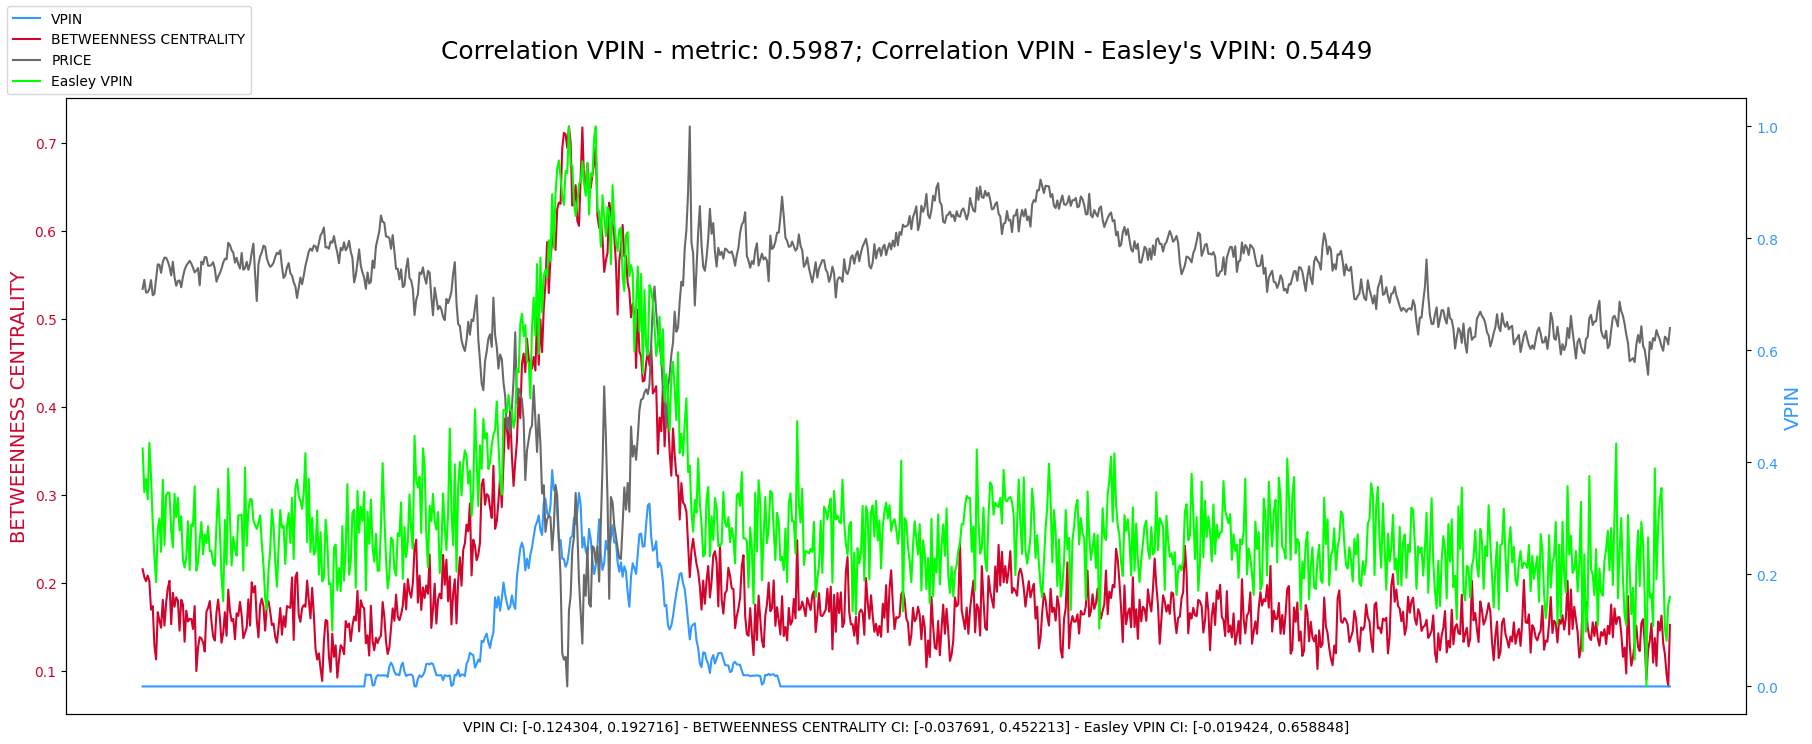 VPIN
BETWEENNESS CENTRALITY
PRICE
Easley VPIN
Correlation VPIN - metric: 0.5987; Correlation VPIN - Easley's VPIN: 0.5449
BETWEENNESS CENTRALITY
0.7
0.6
0.5
0.4
0.3
0.2
0.1
1.0
0.8
0.6
0.4
0.2
0.0
VPIN
VPIN CI: [-0.124304, 0.192716] - BETWEENNESS CENTRALITY CI: [-0.037691, 0.452213] - Easley VPIN CI: [-0.019424, 0.658848]